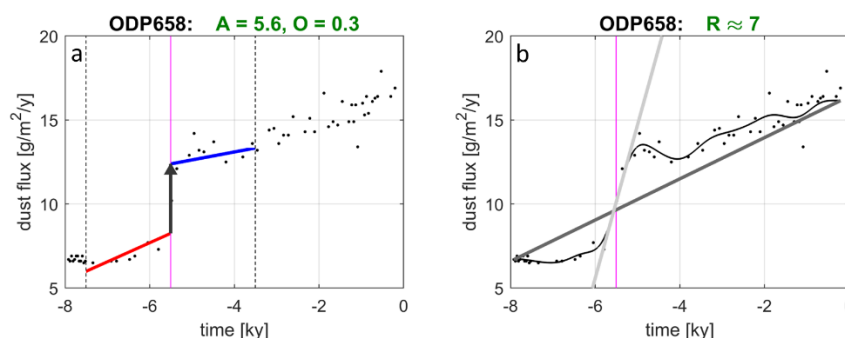 ODP658: A = 5.6, O = 0.3
a
20
15
10
5
dust flux [g/m²/y]
-8 -6 -4 -2 0
time [ky]
ODP658: R ≈ 7
b
20
15
10
5
dust flux [g/m²/y]
-8 -6 -4 -2 0
time [ky]